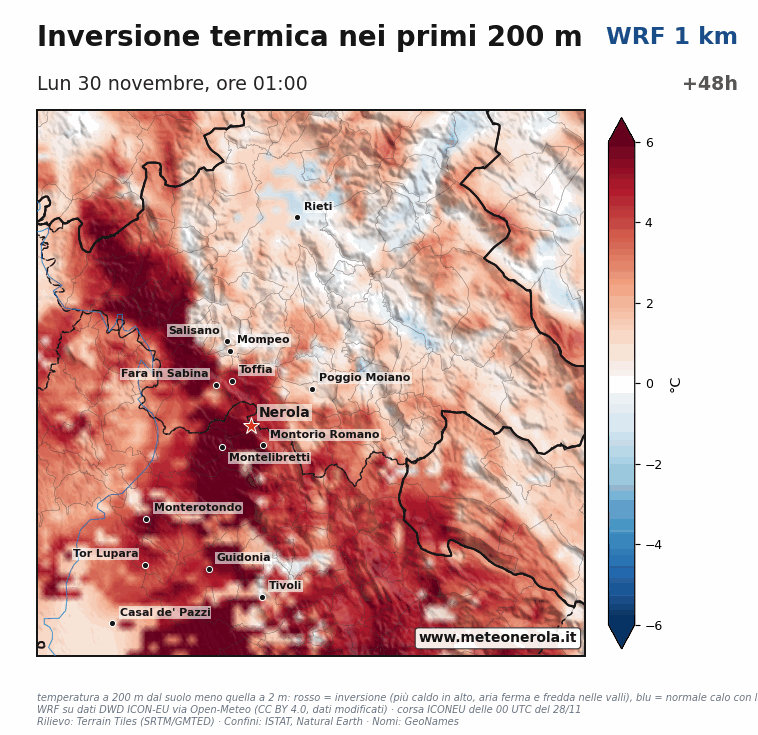 Inversione termica nei primi 200 m WRF 1 km
Lun 30 novembre, ore 01:00 +48h
6
4
2
0
−2
−4
−6
°C
Rieti
Salisano
Mompeo
Fara in Sabina
Toffia
Poggio Moiano
Nerola
Montorio Romano
Montelibretti
Monterotondo
Tor Lupara
Guidonia
Tivoli
Casal de' Pazzi
www.meteonerola.it
temperatura a 200 m dal suolo meno quella a 2 m: rosso = inversione (più caldo in alto, aria ferma e fredda nelle valli), blu = normale calo con l
WRF su dati DWD ICON-EU via Open-Meteo (CC BY 4.0, dati modificati) · corsa ICONEU delle 00 UTC del 28/11
Rilievo: Terrain Tiles (SRTM/GMTED) · Confini: ISTAT, Natural Earth · Nomi: GeoNames